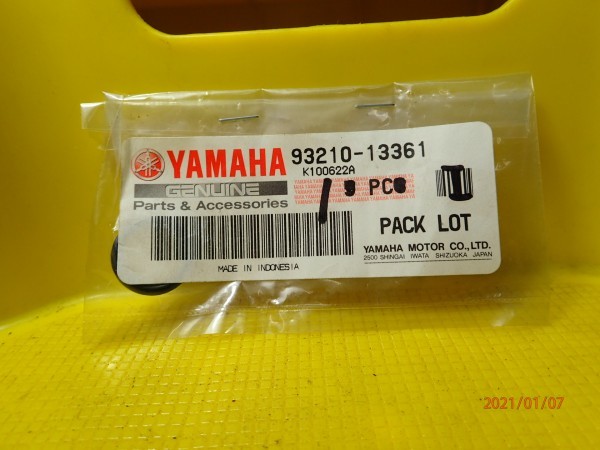 YAMAHA 93210-13361
K100622A
GENUINE
Parts & Accessories
PCS
PACK LOT
YAMAHA MOTOR CO., LTD.
2500 SHINGAI IWATA SHIZUOKA JAPAN
MADE IN INDONESIA
2021/01/07